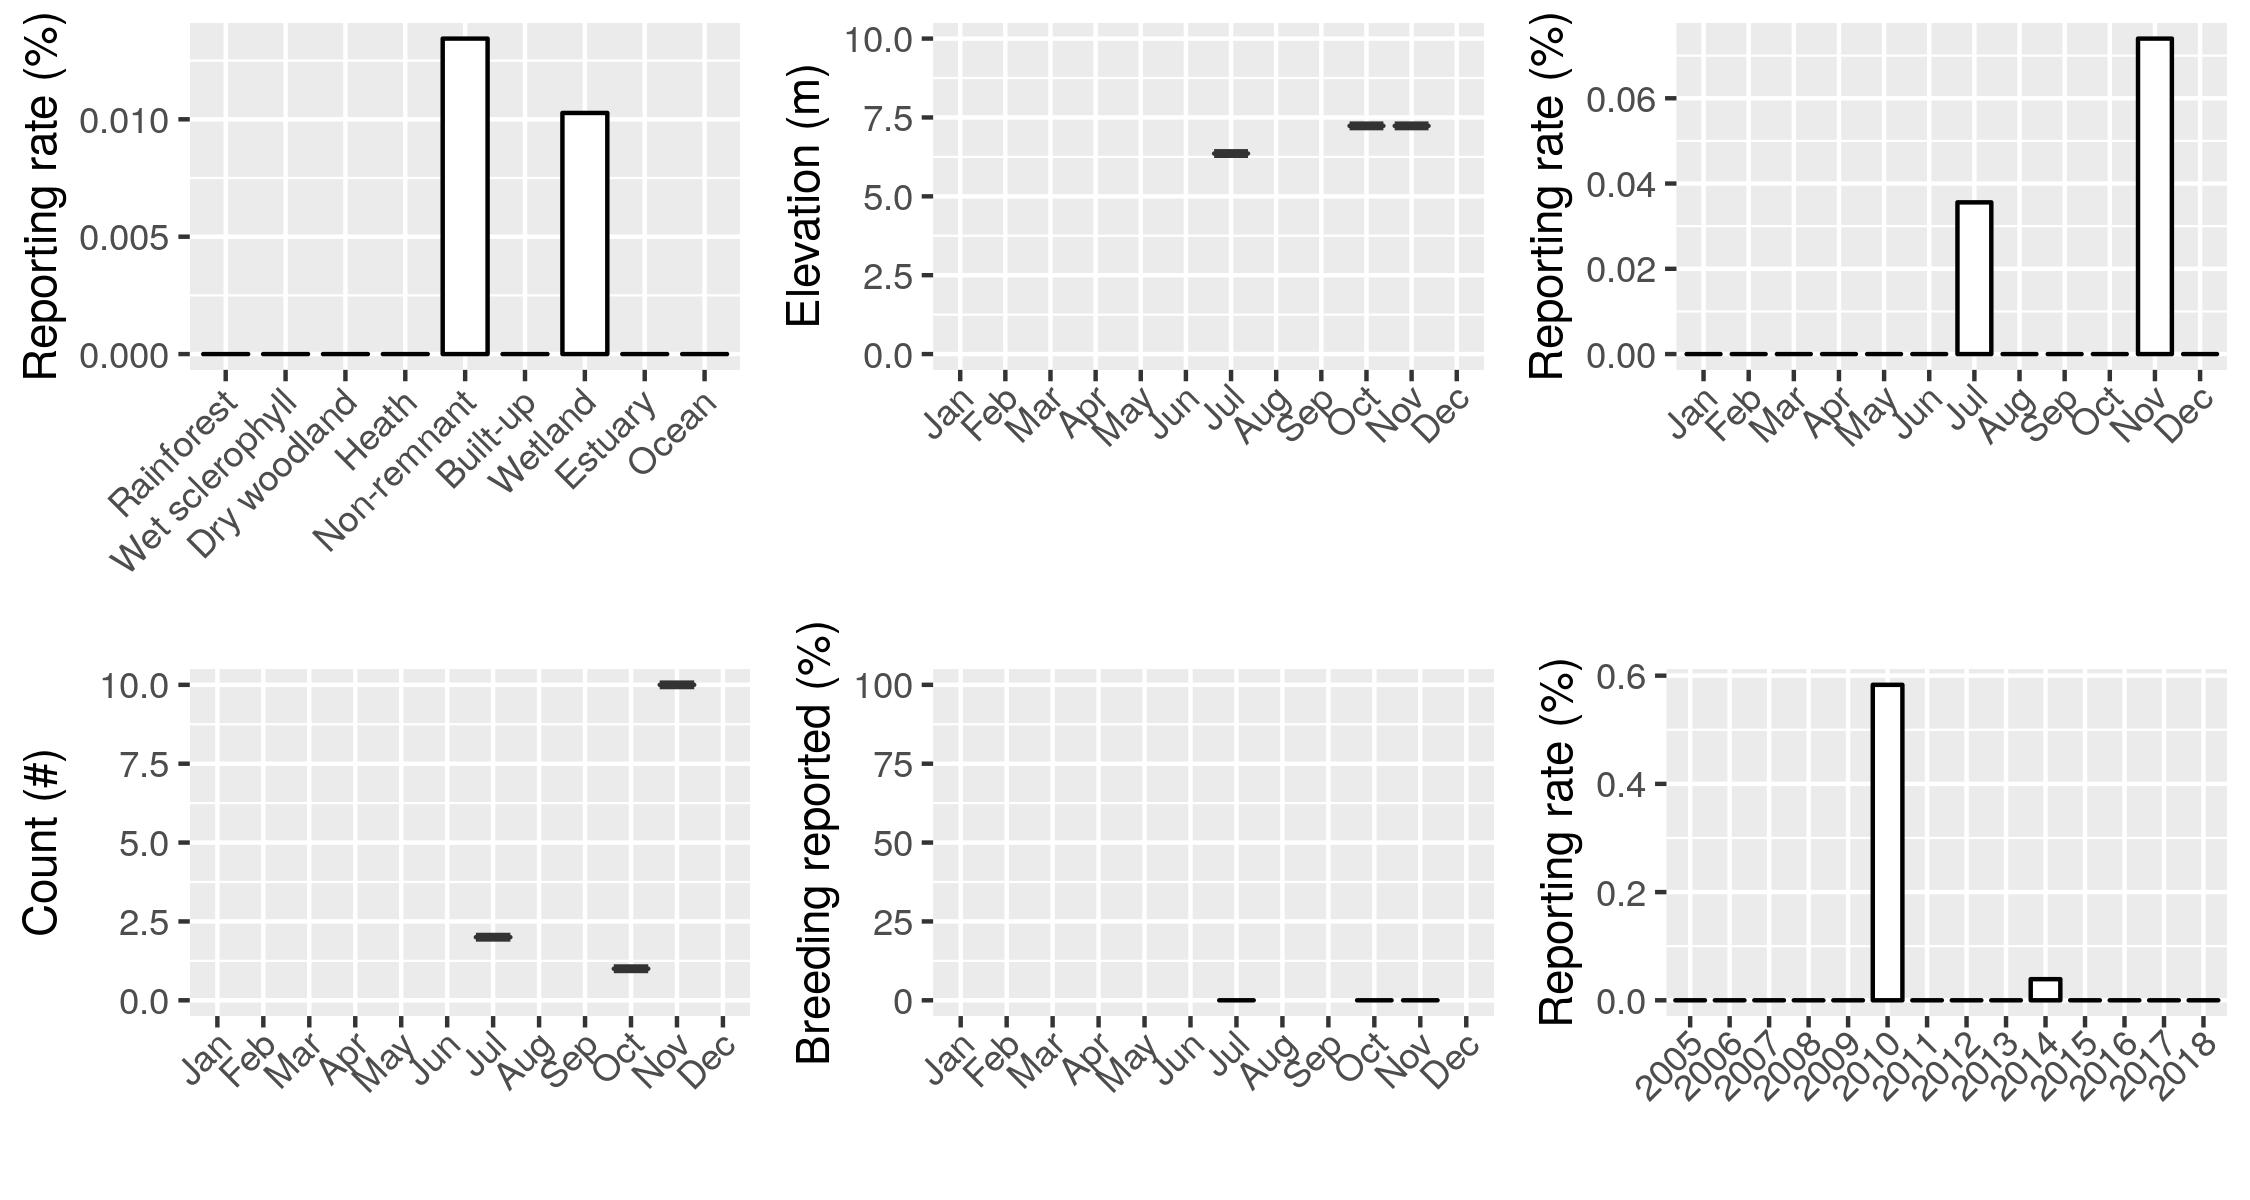 Reporting rate (%)
0.010
0.005
0.000
Rainforest
Wet sclerophyll
Dry woodland
Heath
Non-remnant
Built-up
Wetland
Estuary
Ocean
Elevation (m)
10.0
7.5
5.0
2.5
0.0
Jan
Feb
Mar
Apr
May
Jun
Jul
Aug
Sep
Oct
Nov
Dec
Reporting rate (%)
0.06
0.04
0.02
0.00
Jan
Feb
Mar
Apr
May
Jun
Jul
Aug
Sep
Oct
Nov
Dec
Count (#)
10.0
7.5
5.0
2.5
0.0
Jan
Feb
Mar
Apr
May
Jun
Jul
Aug
Sep
Oct
Nov
Dec
Breeding reported (%)
100
75
50
25
0
Jan
Feb
Mar
Apr
May
Jun
Jul
Aug
Sep
Oct
Nov
Dec
Reporting rate (%)
0.6
0.4
0.2
0.0
2005
2006
2007
2008
2009
2010
2011
2012
2013
2014
2015
2016
2017
2018